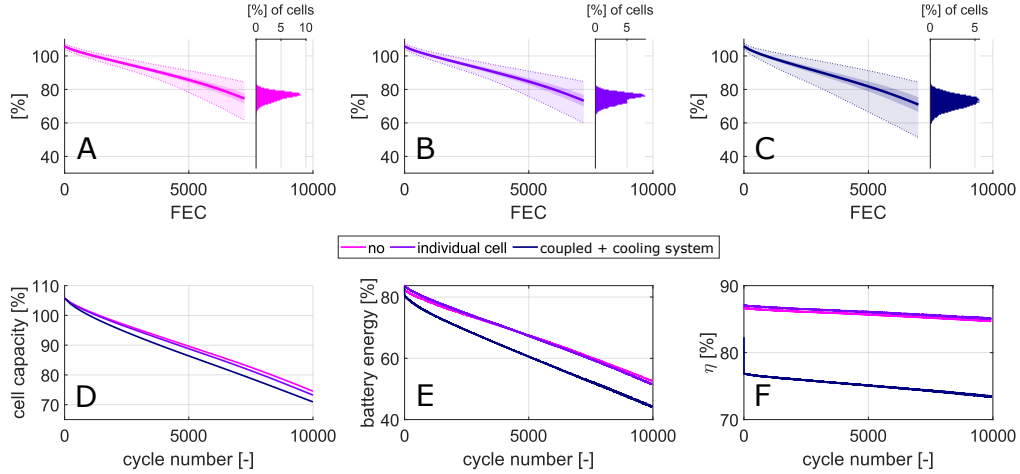 [%] of cells
0 5 10
100
80
60
40
[%]
A
0 5000 10000
FEC
[%] of cells
0 5
100
80
60
40
[%]
B
0 5000 10000
FEC
[%] of cells
0 5
100
80
60
40
[%]
C
0 5000 10000
FEC
no individual cell coupled + cooling system
110
100
90
80
70
cell capacity [%]
D
0 5000 10000
cycle number [-]
80
60
40
battery energy [%]
E
0 5000 10000
cycle number [-]
90
80
70
η [%]
F
0 5000 10000
cycle number [-]